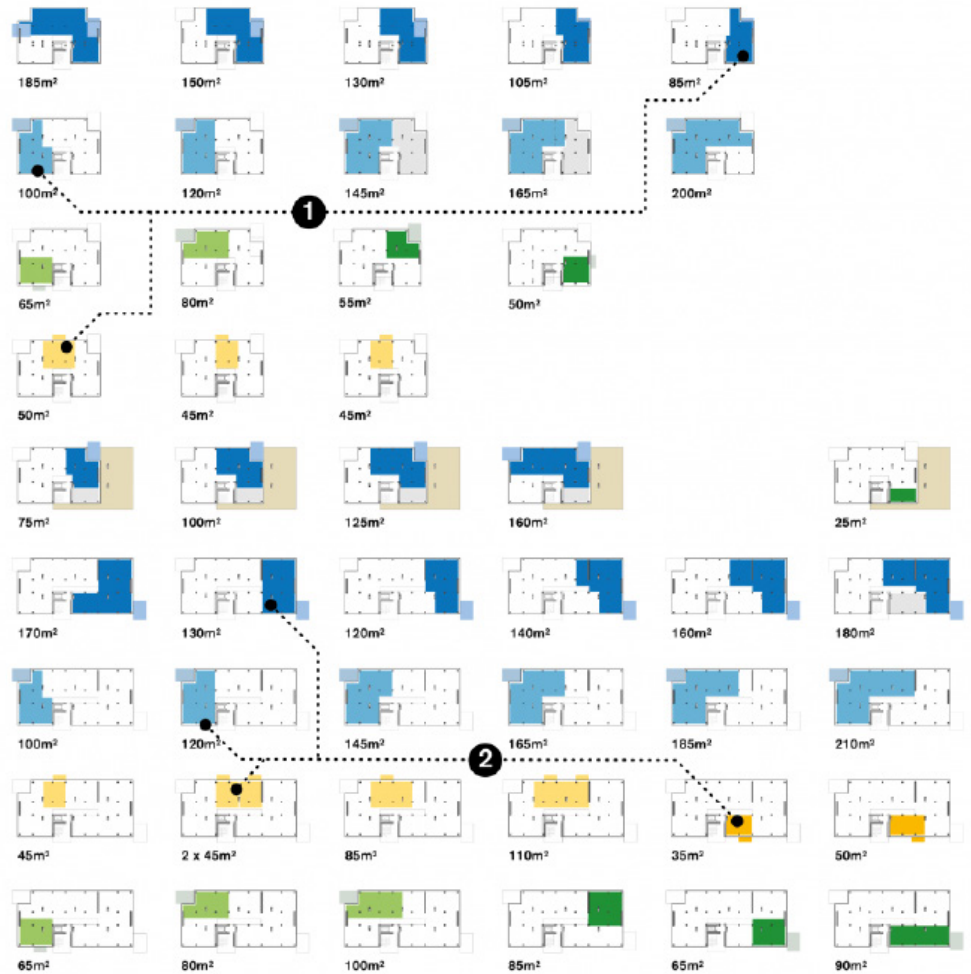 185m² 150m² 130m² 105m² 85m²
100m² 120m² 145m² 165m² 200m²
1
65m² 80m² 55m² 50m²
50m² 45m² 45m²
75m² 100m² 125m² 160m² 25m²
170m² 130m² 120m² 140m² 160m² 180m²
100m² 120m² 145m² 165m² 185m² 210m²
2
45m³ 2 x 45m² 85m² 110m² 35m² 50m²
65m² 80m² 100m² 85m² 65m² 90m²